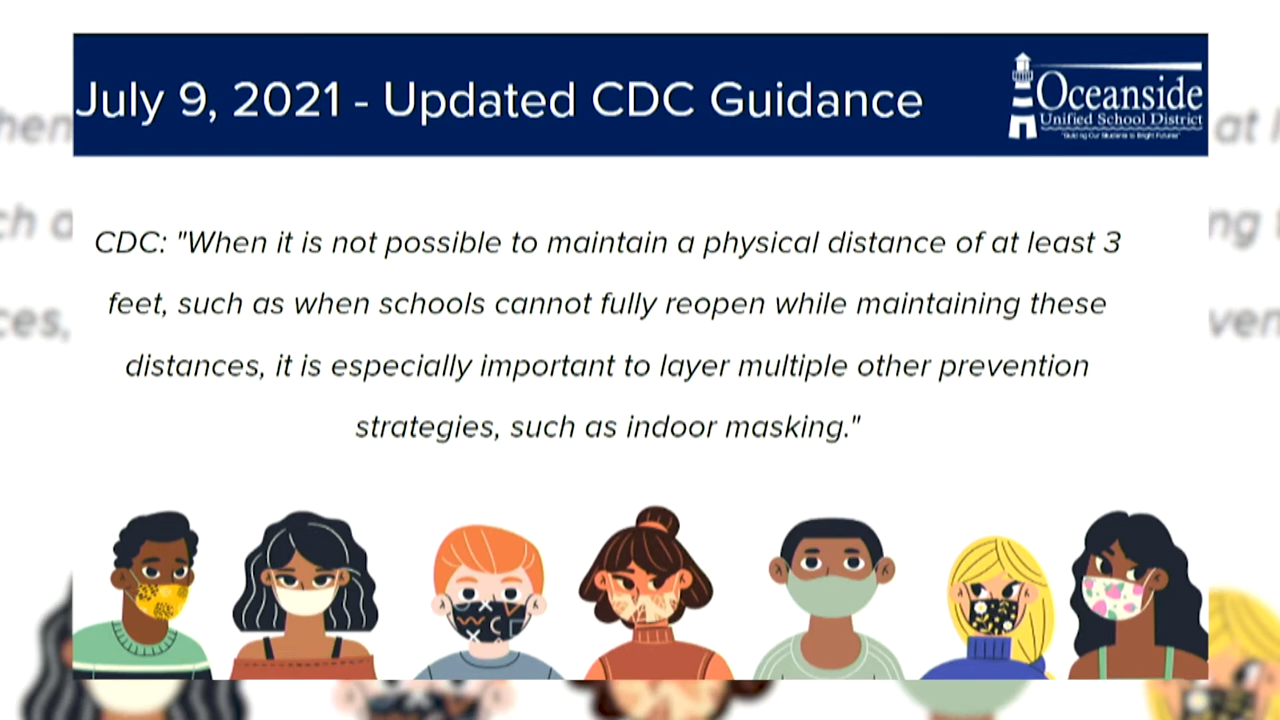 July 9, 2021 - Updated CDC Guidance
Oceanside
Unified School District
CDC: "When it is not possible to maintain a physical distance of at least 3
feet, such as when schools cannot fully reopen while maintaining these
distances, it is especially important to layer multiple other prevention
strategies, such as indoor masking."